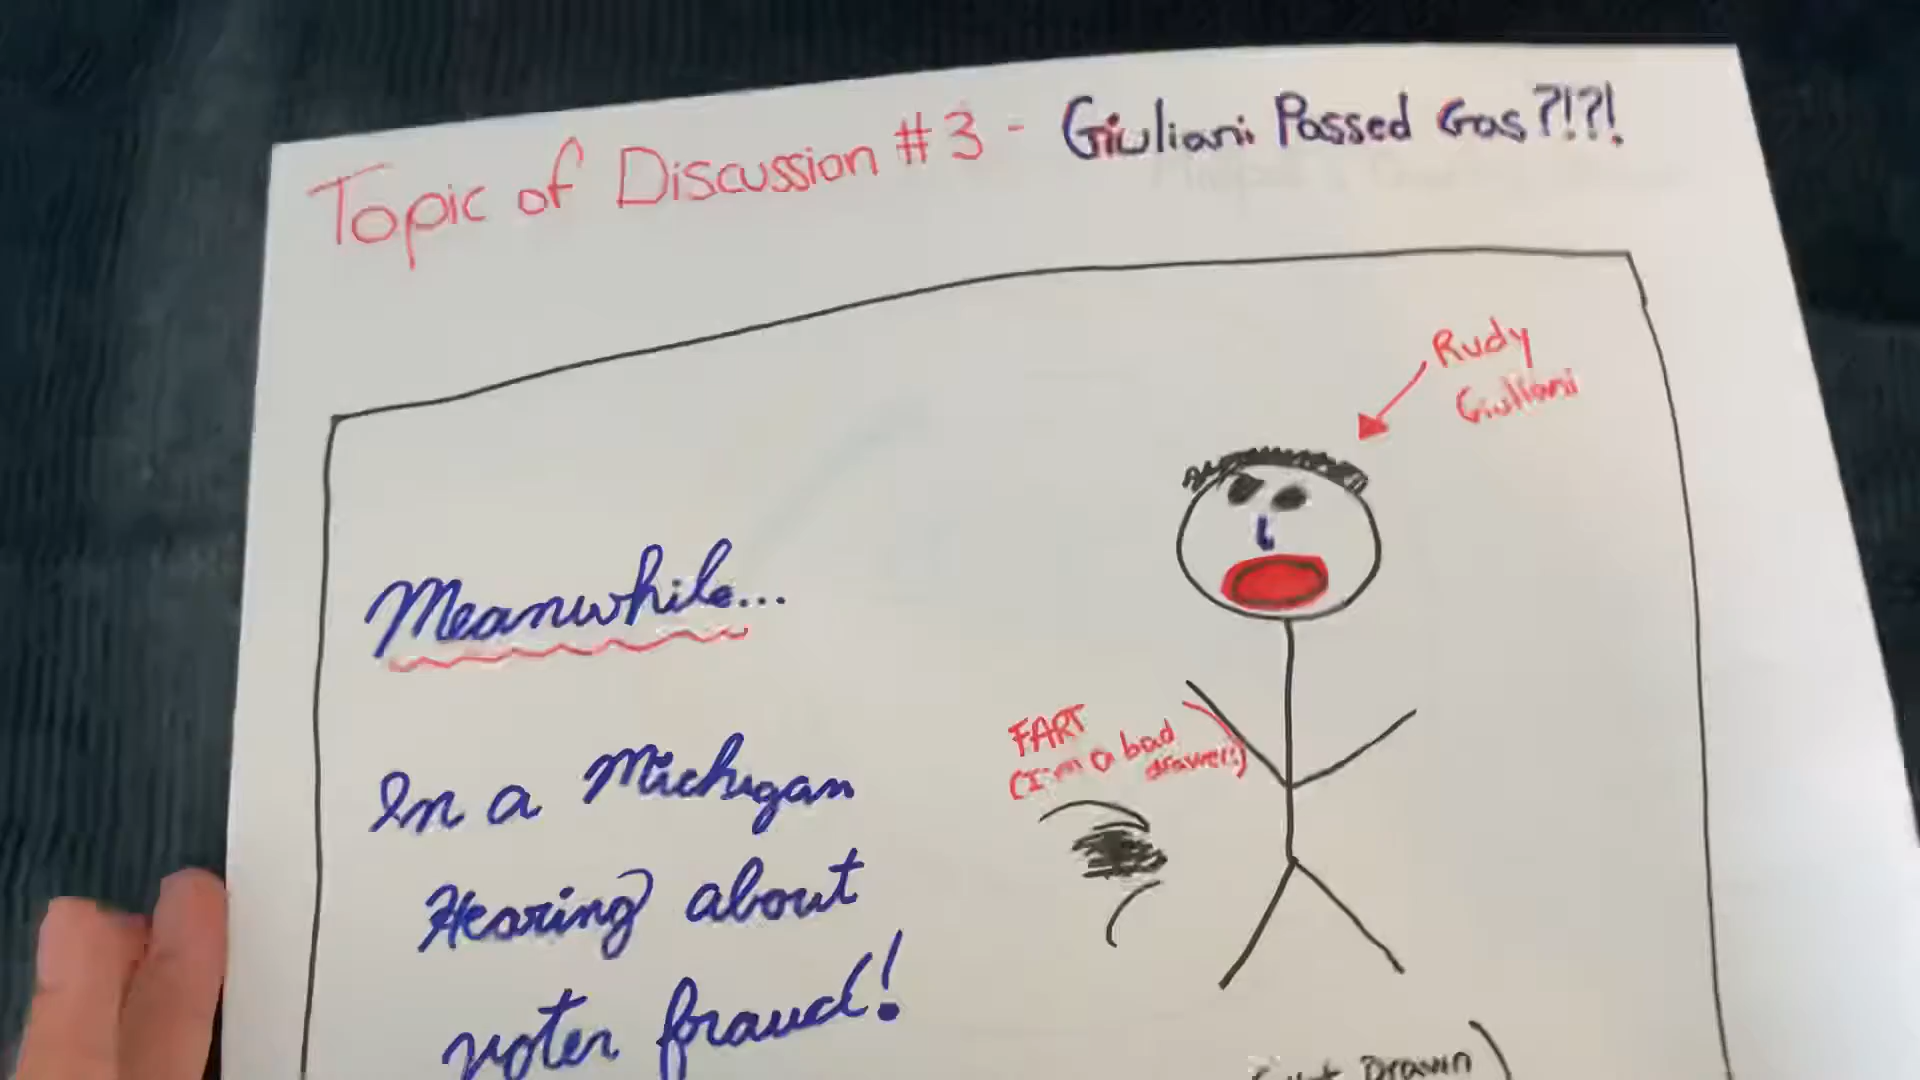 Topic of Discussion #3 - Giuliani Passed Gas?!?!
Rudy
Giuliani
Meanwhile...
In a Michigan
Hearing about
voter fraud!
FART
(I'm a bad
drawer!)
Drawn